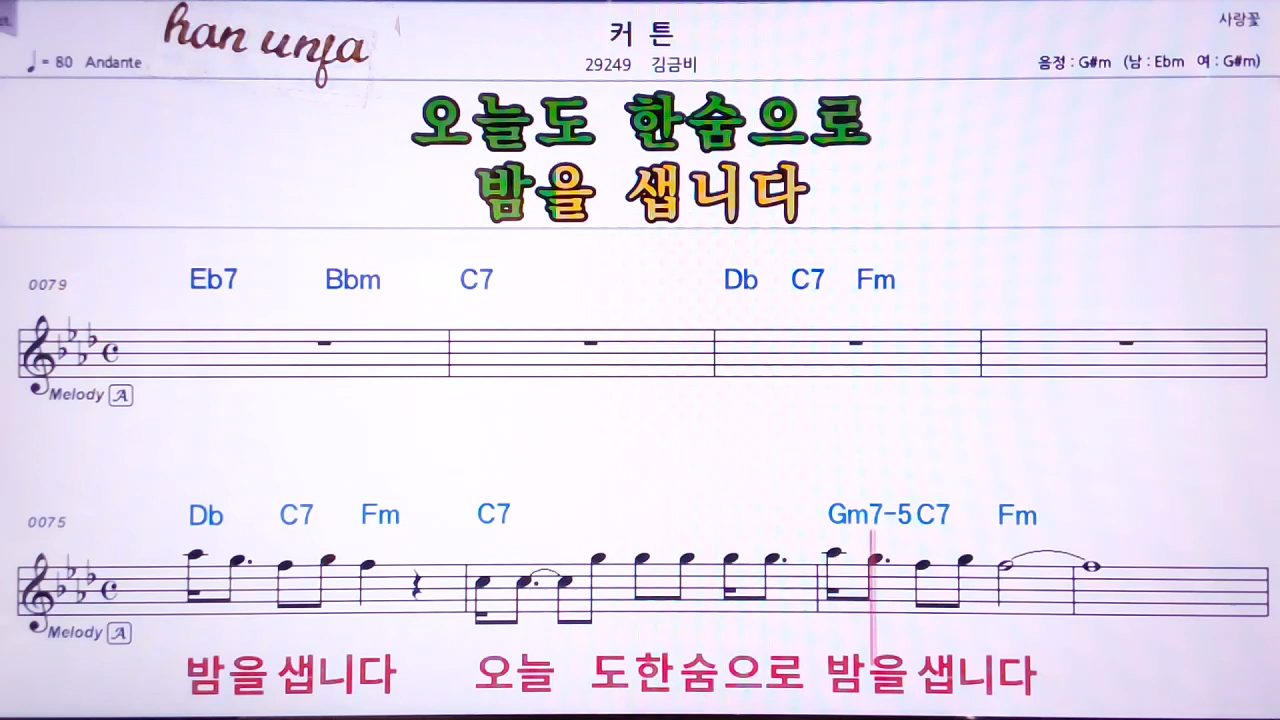 han unja
커 튼
사랑꽃
♩= 80 Andante
29249 김금비
음정 : G#m (남 : Ebm 여 : G#m)
오늘도 한숨으로
밤을 샙니다
0079
Eb7 Bbm C7 Db C7 Fm
Melody A
0075
Db C7 Fm C7 Gm7-5 C7 Fm
Melody A
밤을 샙니다 오늘 도한숨으로 밤을 샙니다